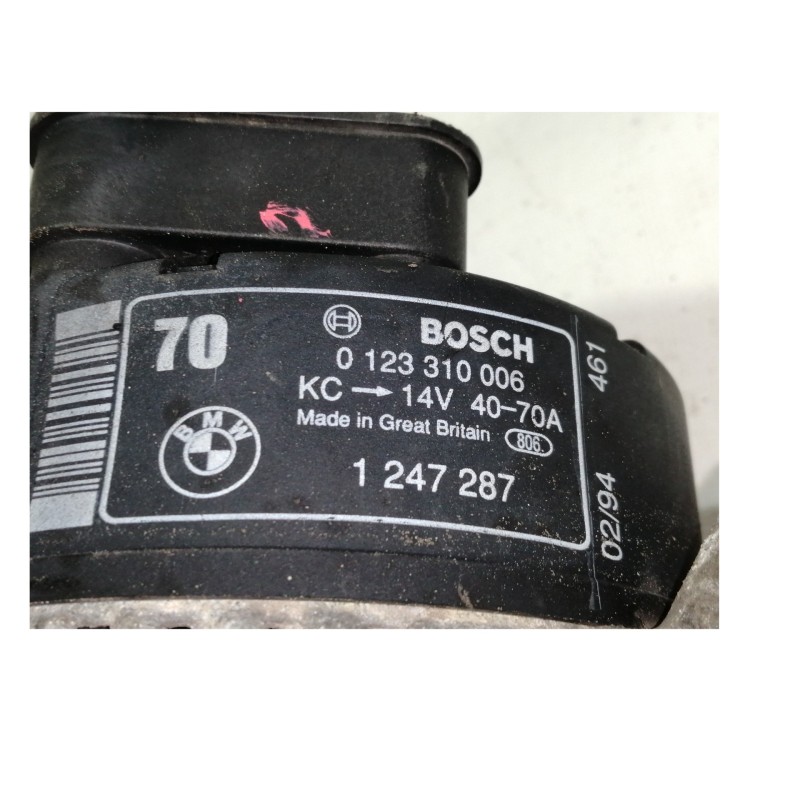 70
BOSCH
0 123 310 006
KC → 14V 40-70A
Made in Great Britain 806.
BMW
1 247 287
02/94 461